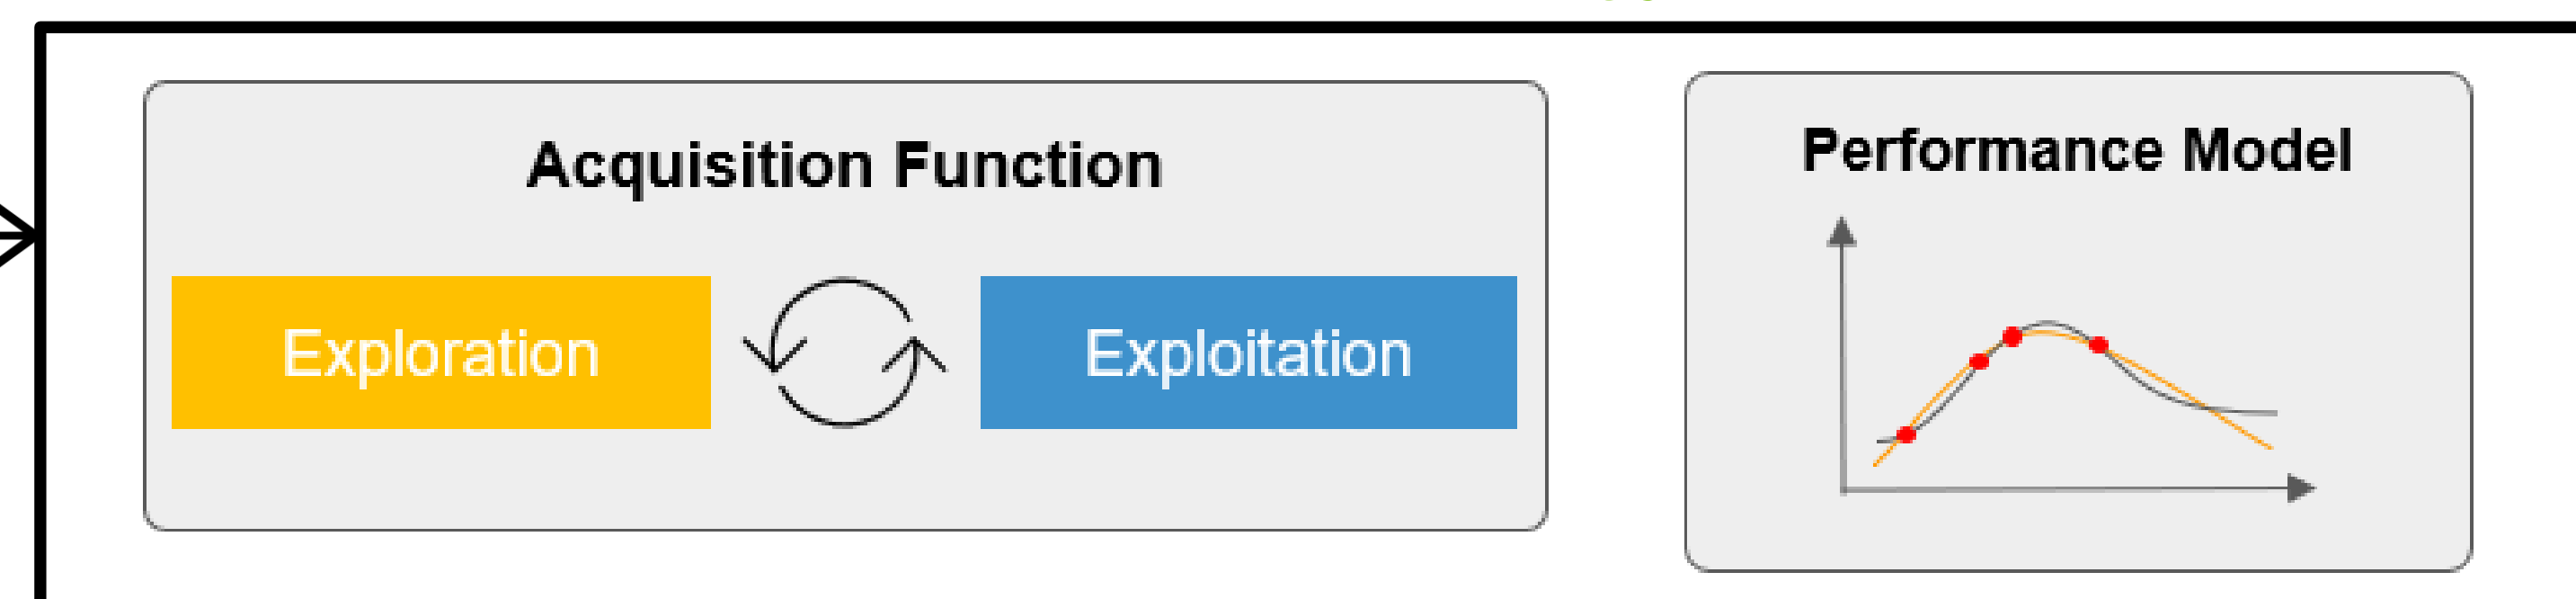 Acquisition Function
Exploration
Exploitation
Performance Model